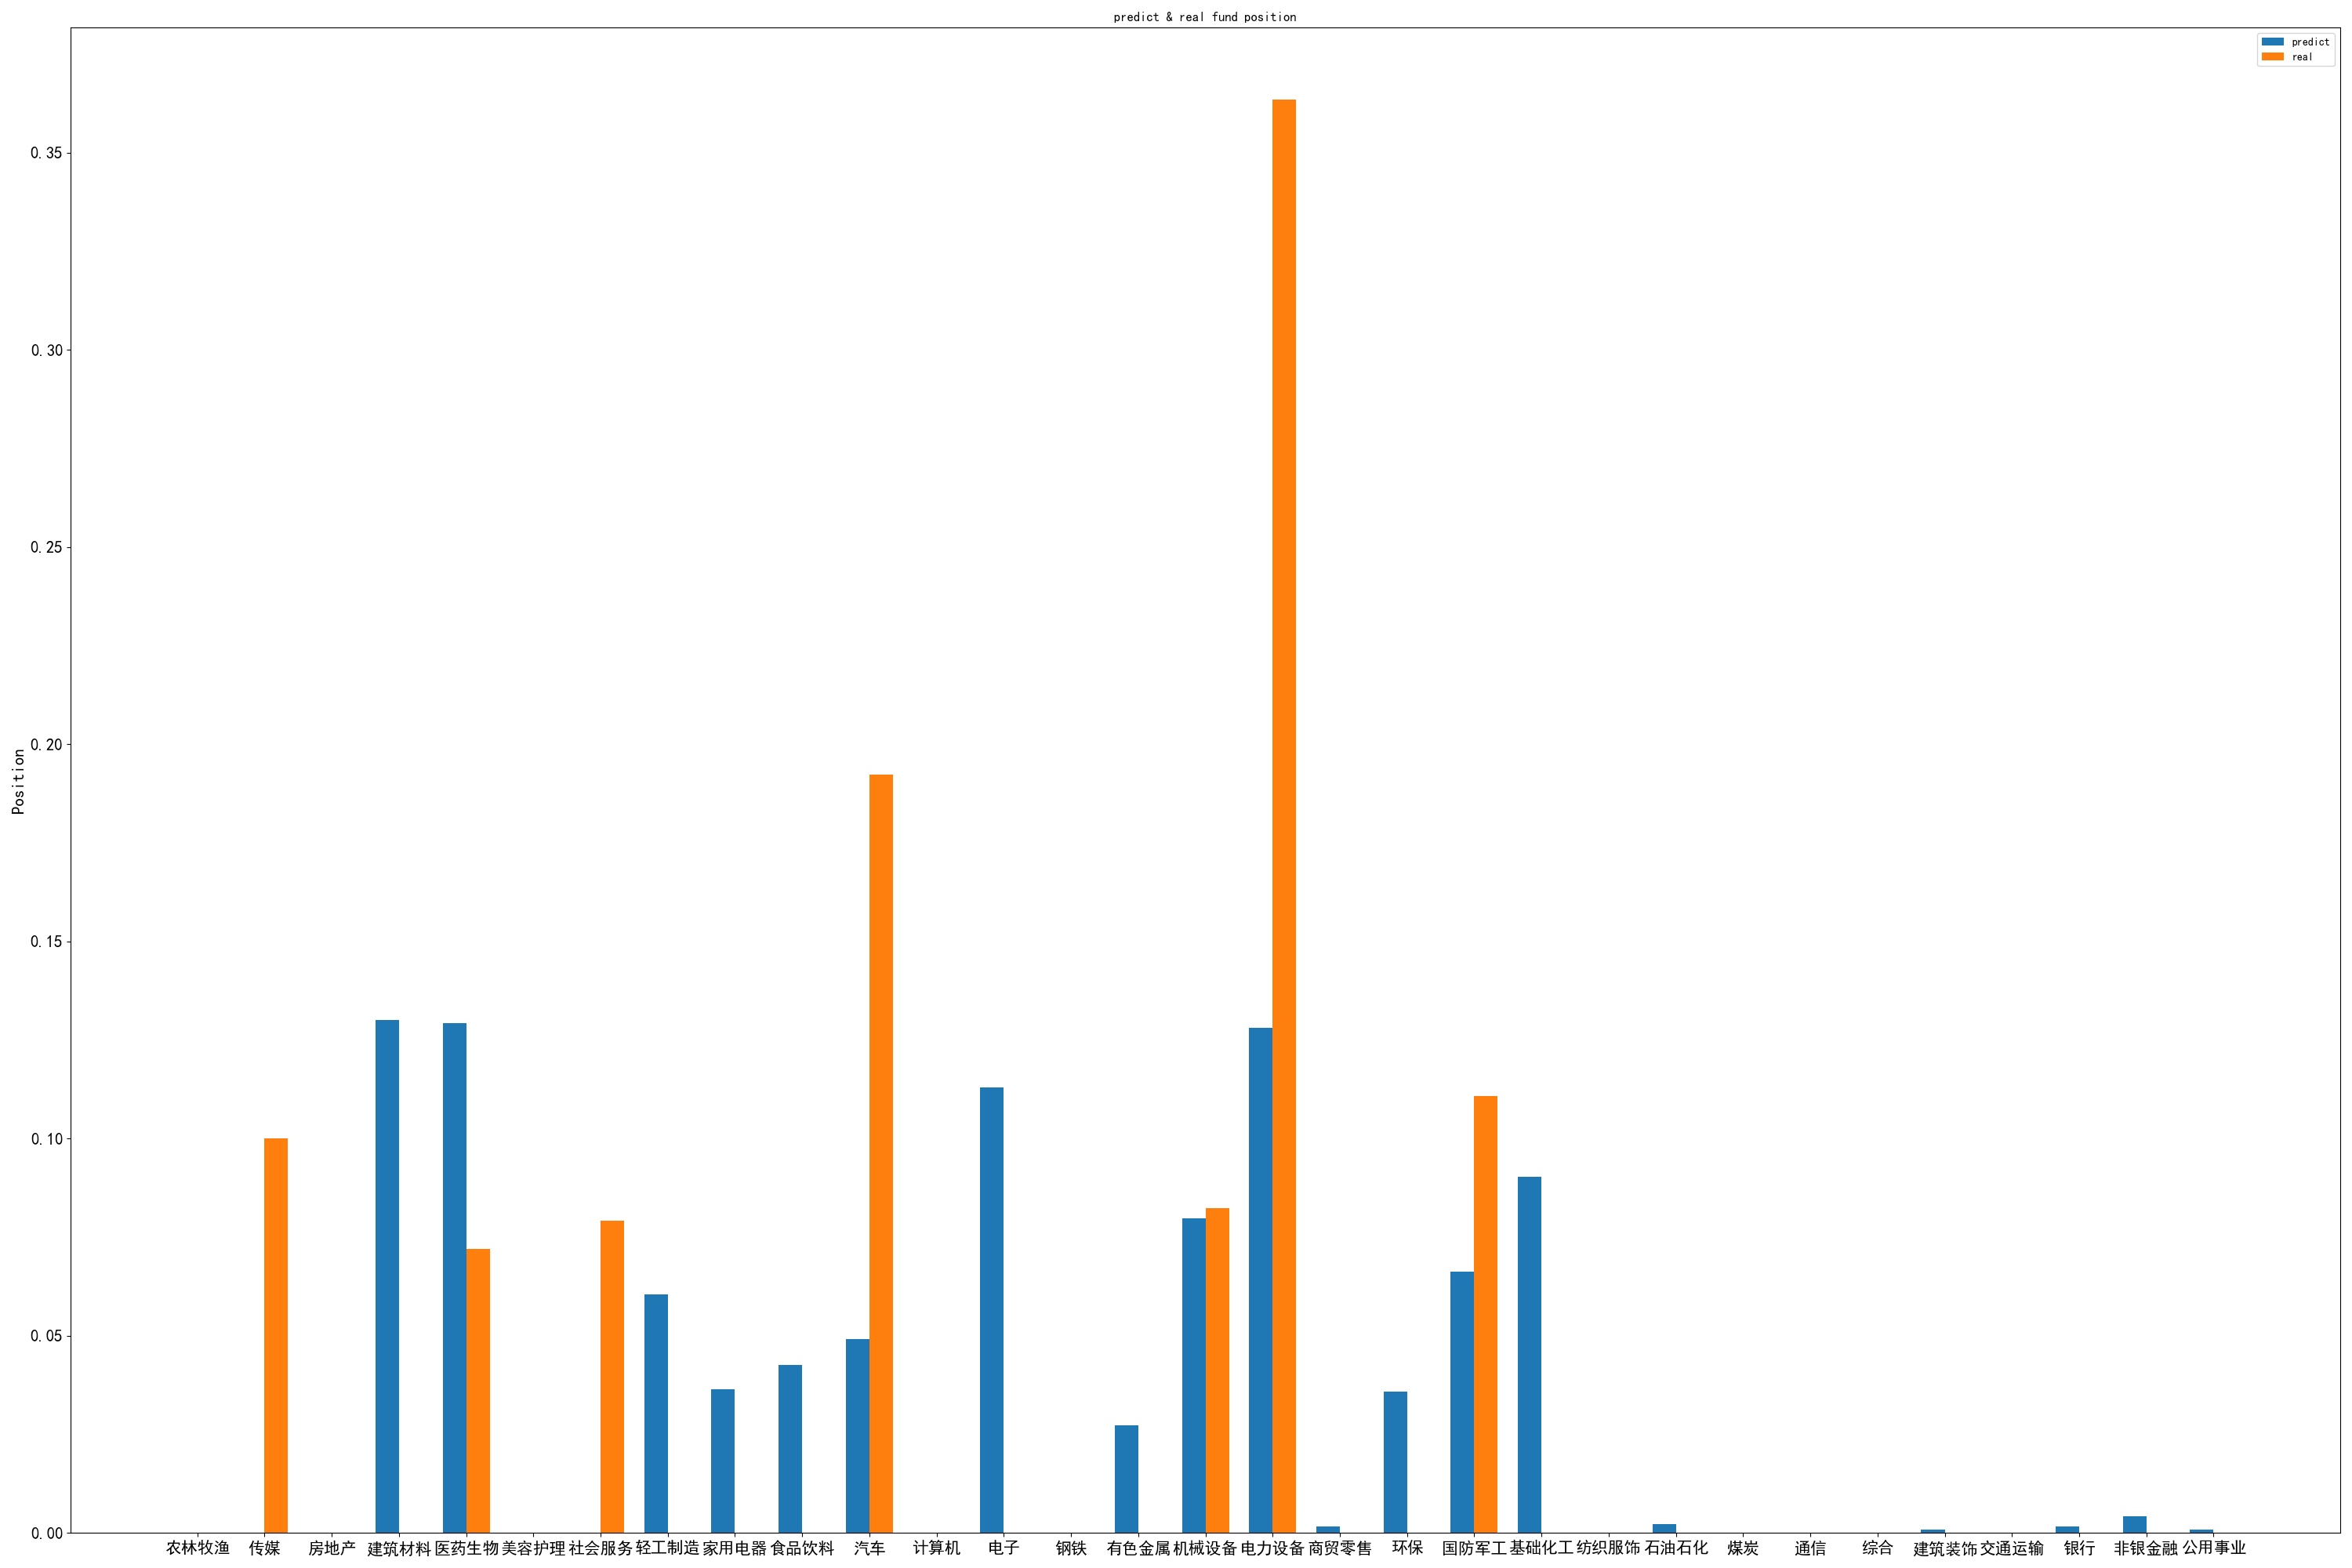 predict & real fund position
predict
real
Position
0.35
0.30
0.25
0.20
0.15
0.10
0.05
0.00
农林牧渔 传媒 房地产 建筑材料 医药生物 美容护理 社会服务 轻工制造 家用电器 食品饮料 汽车 计算机 电子 钢铁 有色金属 机械设备 电力设备 商贸零售 环保 国防军工 基础化工 纺织服饰 石油石化 煤炭 通信 综合 建筑装饰 交通运输 银行 非银金融 公用事业